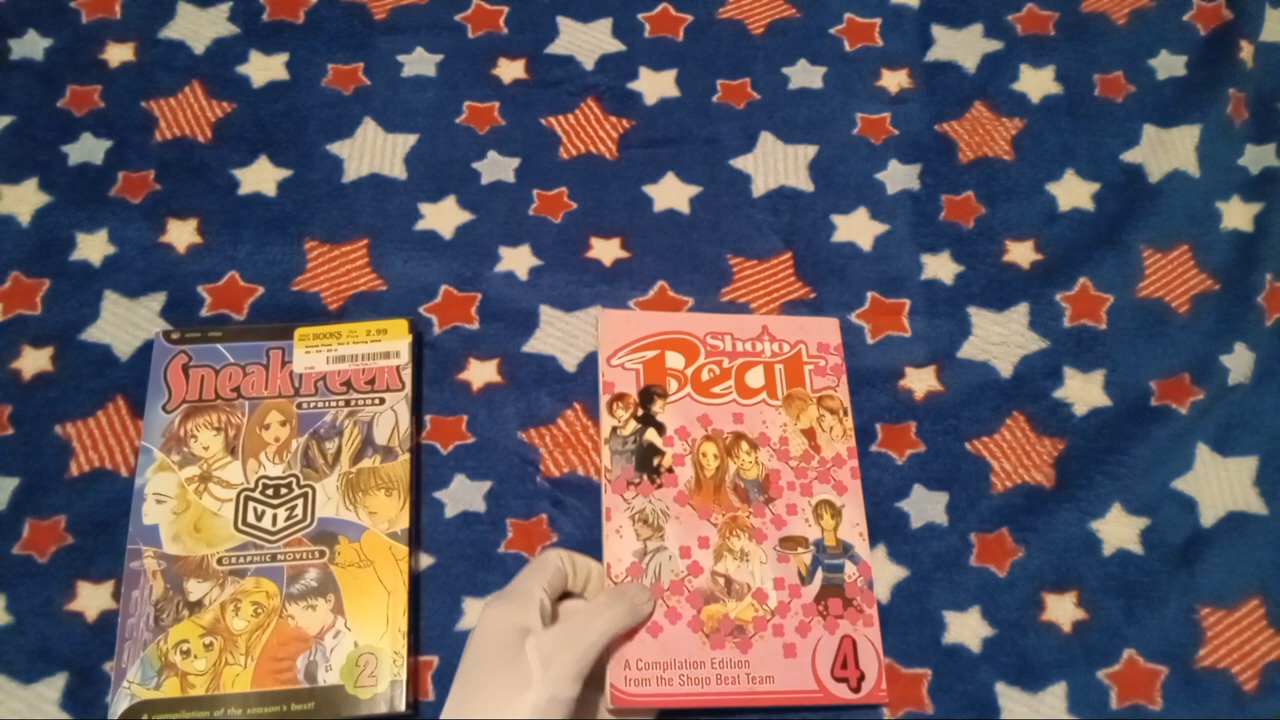 BOOKS
2.99
Sneak Peek
SPRING 2004
VIZ
GRAPHIC NOVELS
2
A compilation of the season's best!
Shojo
Beat
A Compilation Edition
from the Shojo Beat Team
4